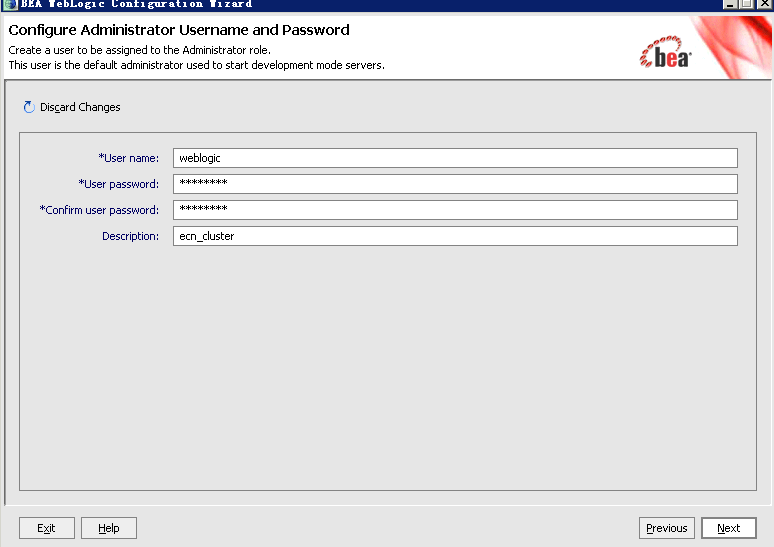 BEA WebLogic Configuration Wizard
Configure Administrator Username and Password
Create a user to be assigned to the Administrator role.
This user is the default administrator used to start development mode servers.
bea
Discard Changes
*User name: weblogic
*User password: ********
*Confirm user password: ********
Description: ecn_cluster
Exit Help Previous Next